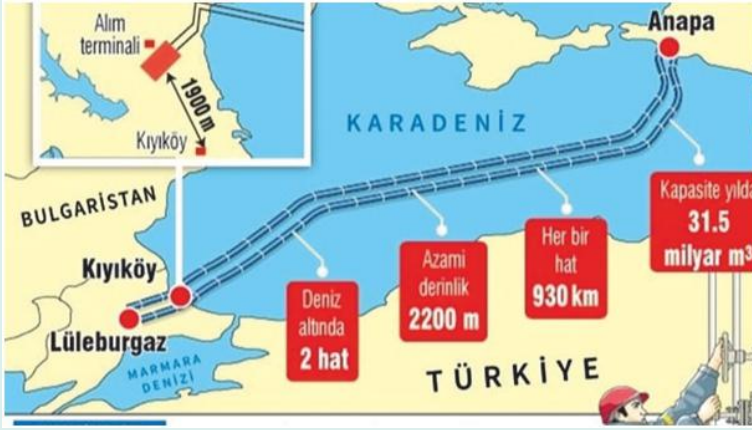 Alım
terminali
1900 m
Kıyıköy
Anapa
KARADENİZ
BULGARİSTAN
Kıyıköy
Lüleburgaz
MARMARA
DENİZİ
Deniz
altında
2 hat
Azami
derinlik
2200 m
Her bir
hat
930 km
Kapasite yılda
31.5
milyar m³
TÜRKİYE